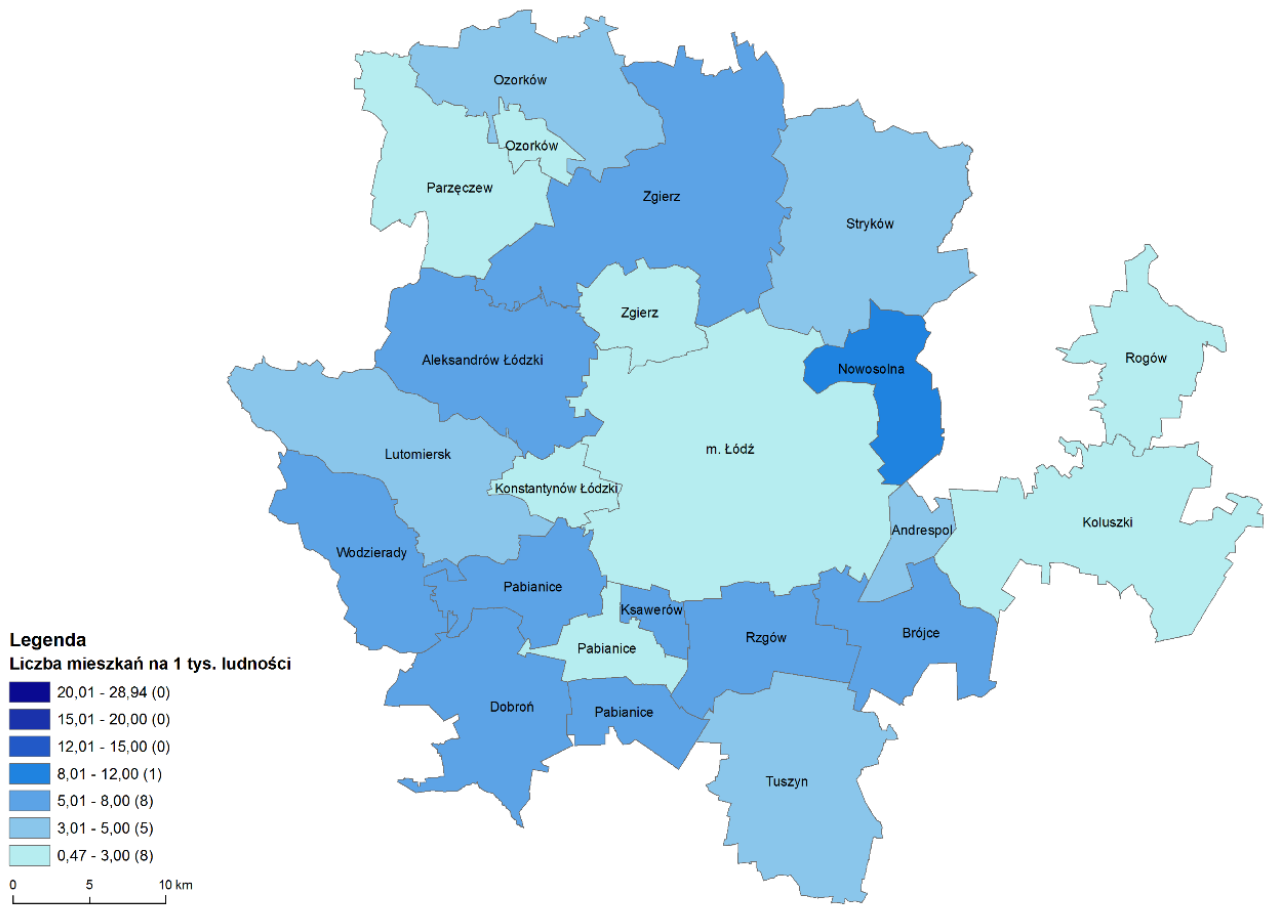 Ozorków
Ozorków
Parzęczew
Zgierz
Stryków
Zgierz
Aleksandrów Łódzki
Nowosolna
Rogów
Lutomiersk
m. Łódź
Konstantynów Łódzki
Koluszki
Andrespol
Wodzierady
Pabianice
Ksawerów
Rzgów
Brójce
Pabianice
Dobroń
Pabianice
Tuszyn
Legenda
Liczba mieszkań na 1 tys. ludności
20,01 - 28,94 (0)
15,01 - 20,00 (0)
12,01 - 15,00 (0)
8,01 - 12,00 (1)
5,01 - 8,00 (8)
3,01 - 5,00 (5)
0,47 - 3,00 (8)
0 5 10 km